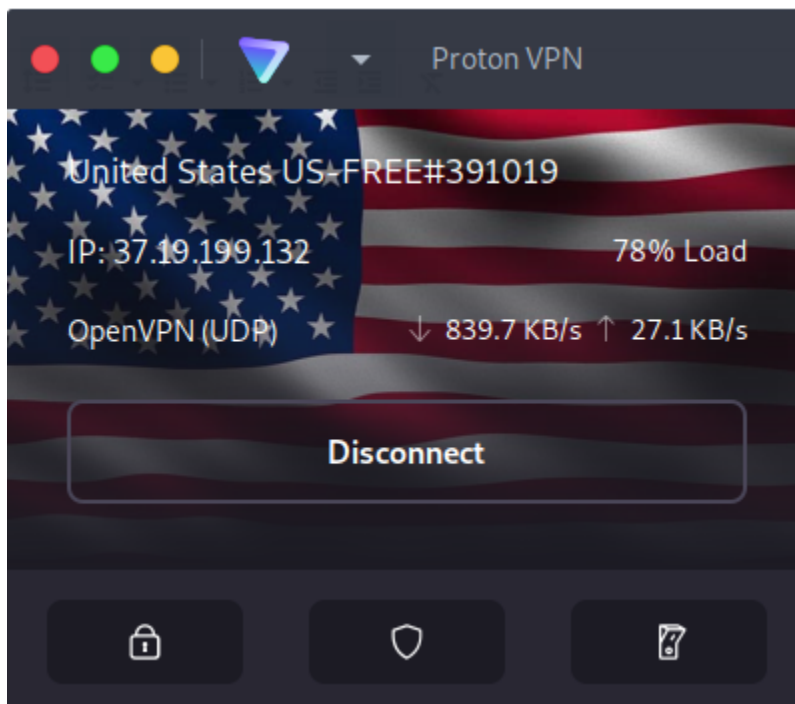 Proton VPN
United States US-FREE#391019
IP: 37.19.199.132 78% Load
OpenVPN (UDP) ↓ 839.7 KB/s ↑ 27.1 KB/s
Disconnect